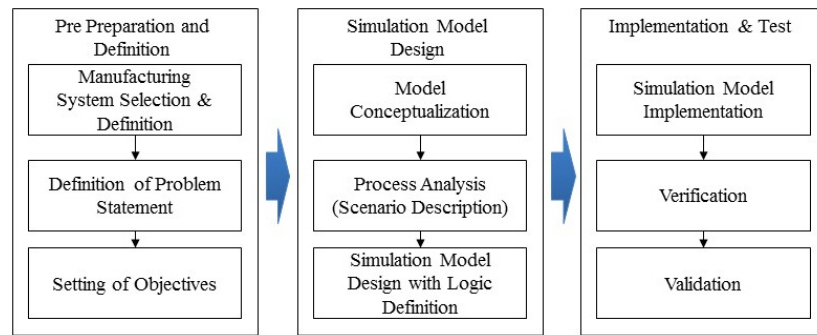 Pre Preparation and
Definition
Manufacturing
System Selection &
Definition
Definition of Problem
Statement
Setting of Objectives
Simulation Model
Design
Model
Conceptualization
Process Analysis
(Scenario Description)
Simulation Model
Design with Logic
Definition
Implementation & Test
Simulation Model
Implementation
Verification
Validation